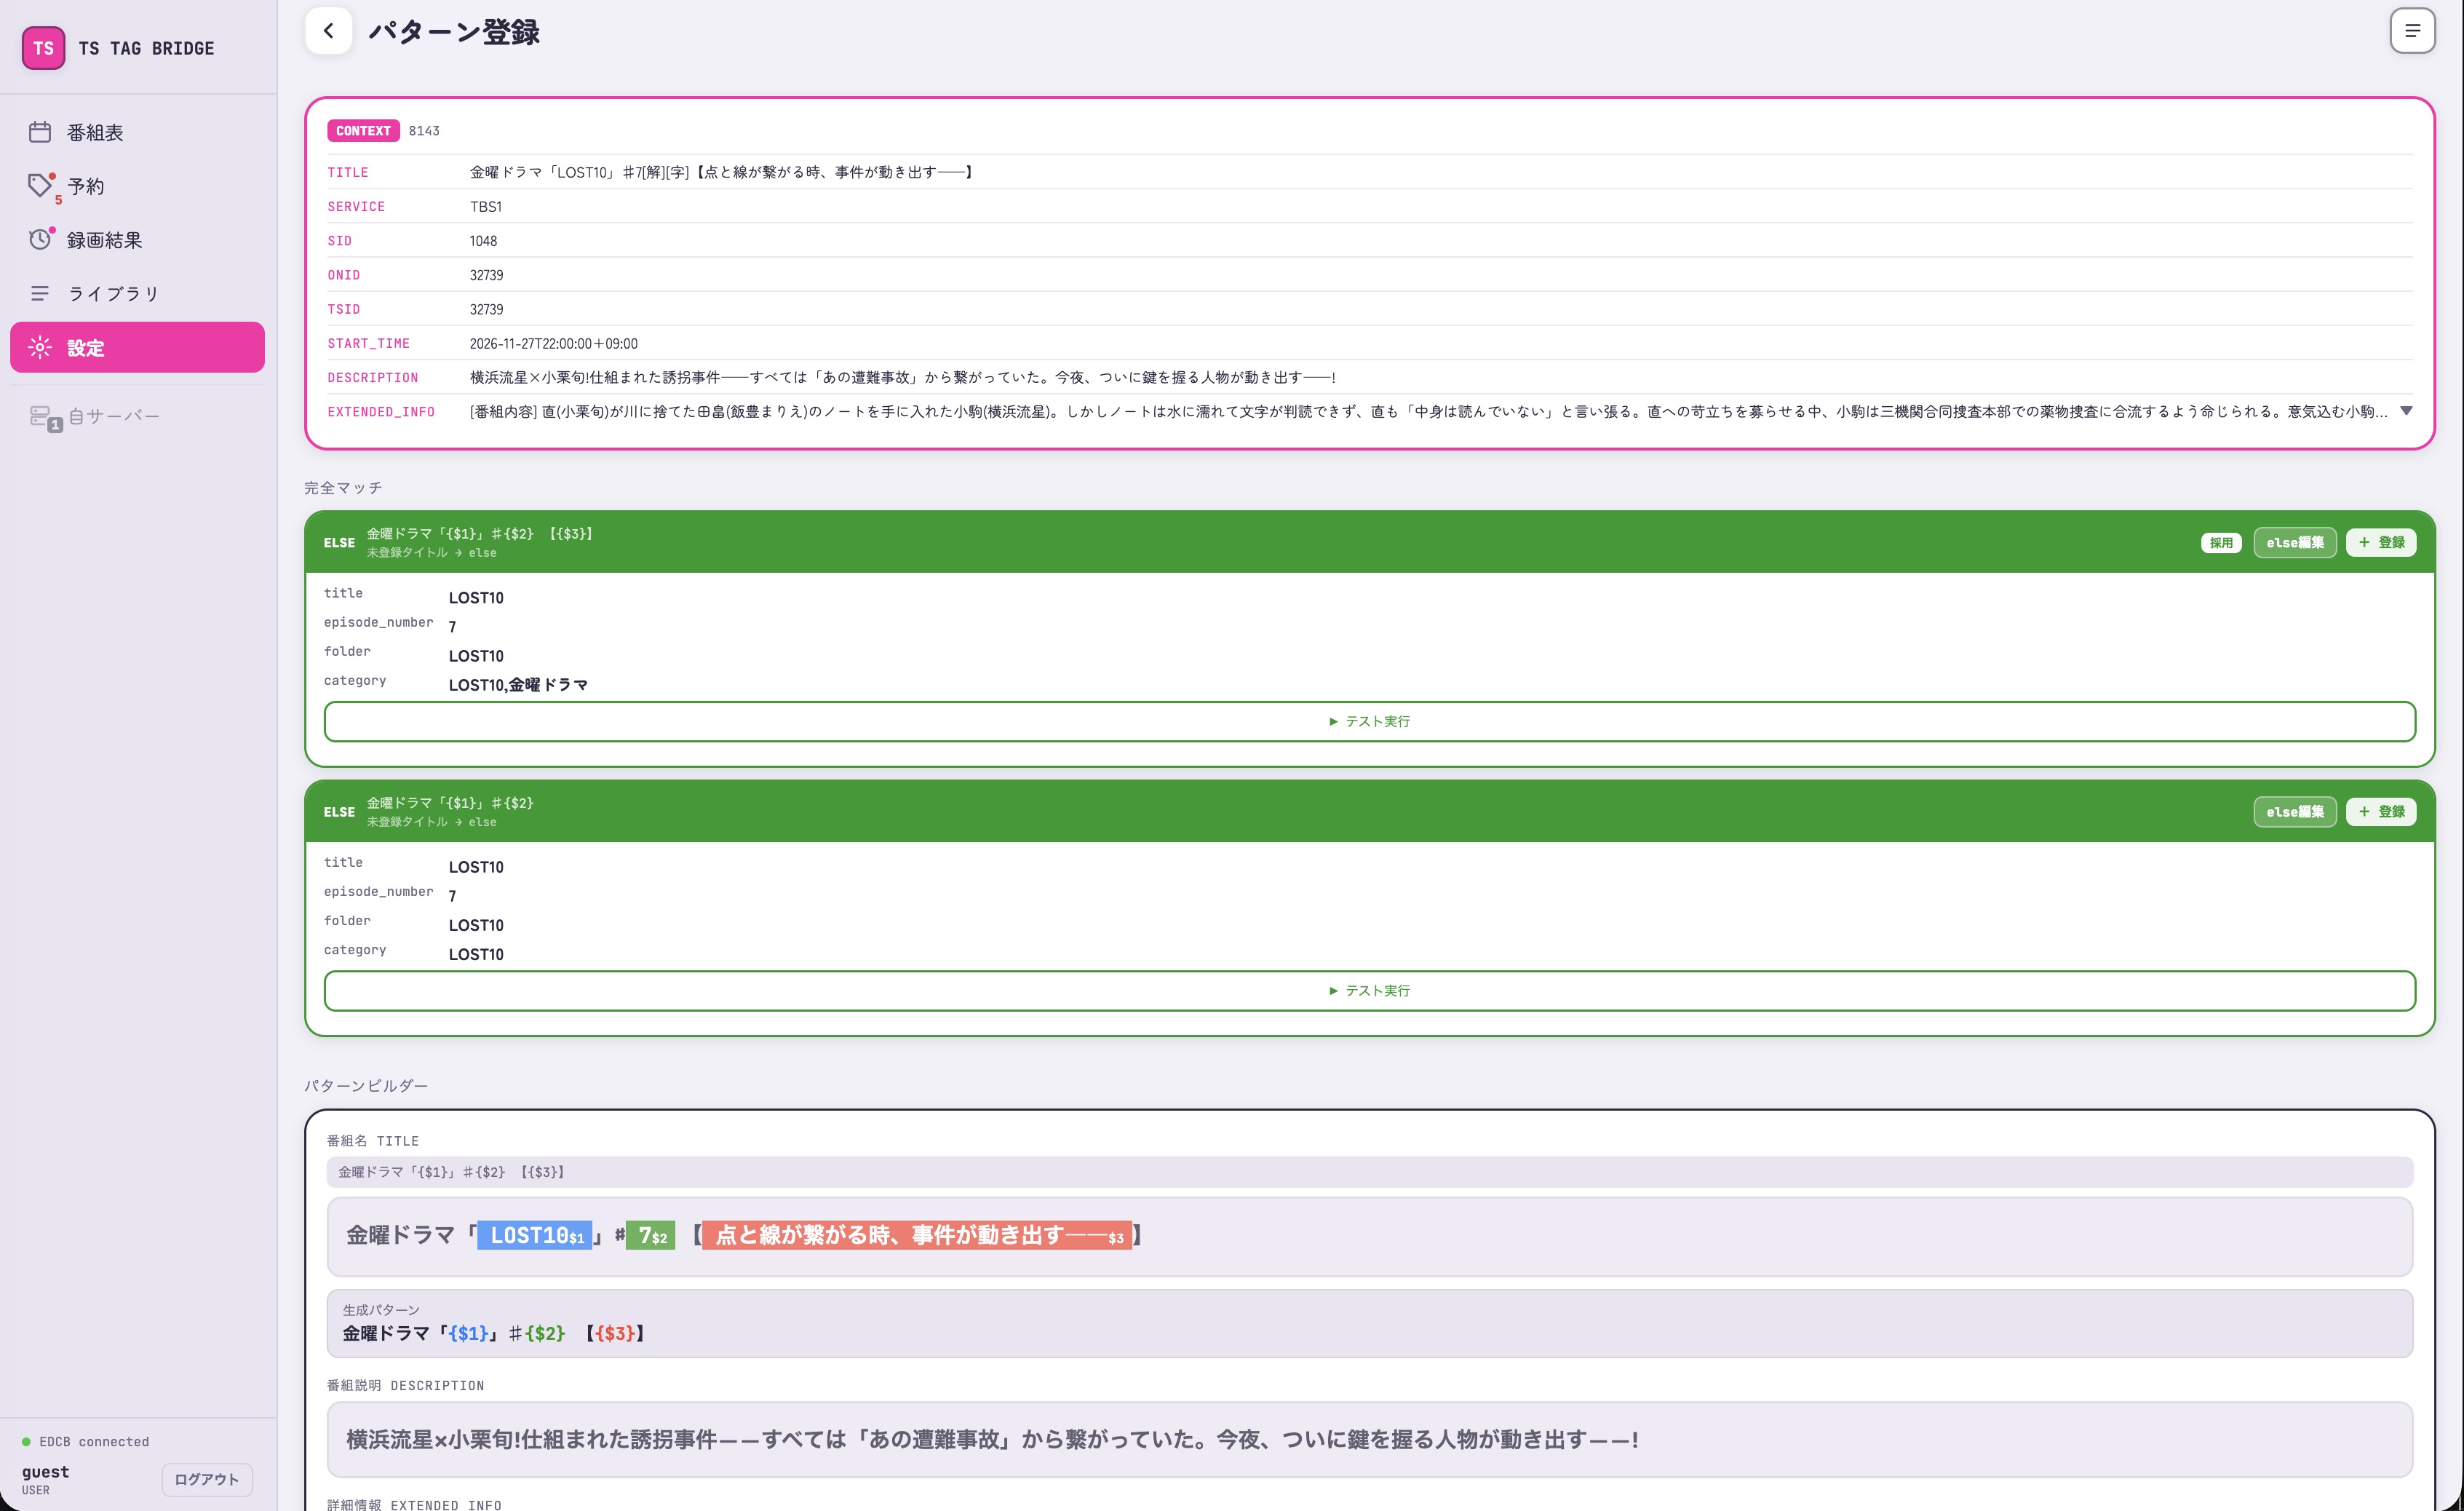 TS TS TAG BRIDGE
番組表
予約
5
録画結果
ライブラリ
設定
自サーバー
1
EDCB connected
guest
USER
ログアウト
パターン登録
CONTEXT 8143
TITLE 金曜ドラマ「LOST10」♯7[解][字]【点と線が繋がる時、事件が動き出す――】
SERVICE TBS1
SID 1048
ONID 32739
TSID 32739
START_TIME 2026-11-27T22:00:00+09:00
DESCRIPTION 横浜流星×小栗旬!仕組まれた誘拐事件――すべては「あの遭難事故」から繋がっていた。今夜、ついに鍵を握る人物が動き出す――!
EXTENDED_INFO [番組内容] 直(小栗旬)が川に捨てた田畠(飯豊まりえ)のノートを手に入れた小駒(横浜流星)。しかしノートは水に濡れて文字が判読できず、直も「中身は読んでいない」と言い張る。直への苛立ちを募らせる中、小駒は三機関合同捜査本部での薬物捜査に合流するよう命じられる。意気込む小駒... ▼
完全マッチ
ELSE 金曜ドラマ「{$1}」♯{$2} 【{$3}】
未登録タイトル → else
採用 else編集 + 登録
title LOST10
episode_number 7
folder LOST10
category LOST10,金曜ドラマ
▶ テスト実行
ELSE 金曜ドラマ「{$1}」♯{$2}
未登録タイトル → else
else編集 + 登録
title LOST10
episode_number 7
folder LOST10
category LOST10
▶ テスト実行
パターンビルダー
番組名 TITLE
金曜ドラマ「{$1}」♯{$2} 【{$3}】
金曜ドラマ「LOST10$1」♯7$2 【点と線が繋がる時、事件が動き出す――$3】
生成パターン
金曜ドラマ「{$1}」♯{$2} 【{$3}】
番組説明 DESCRIPTION
横浜流星×小栗旬!仕組まれた誘拐事件――すべては「あの遭難事故」から繋がっていた。今夜、ついに鍵を握る人物が動き出す――!
詳細情報 EXTENDED INFO